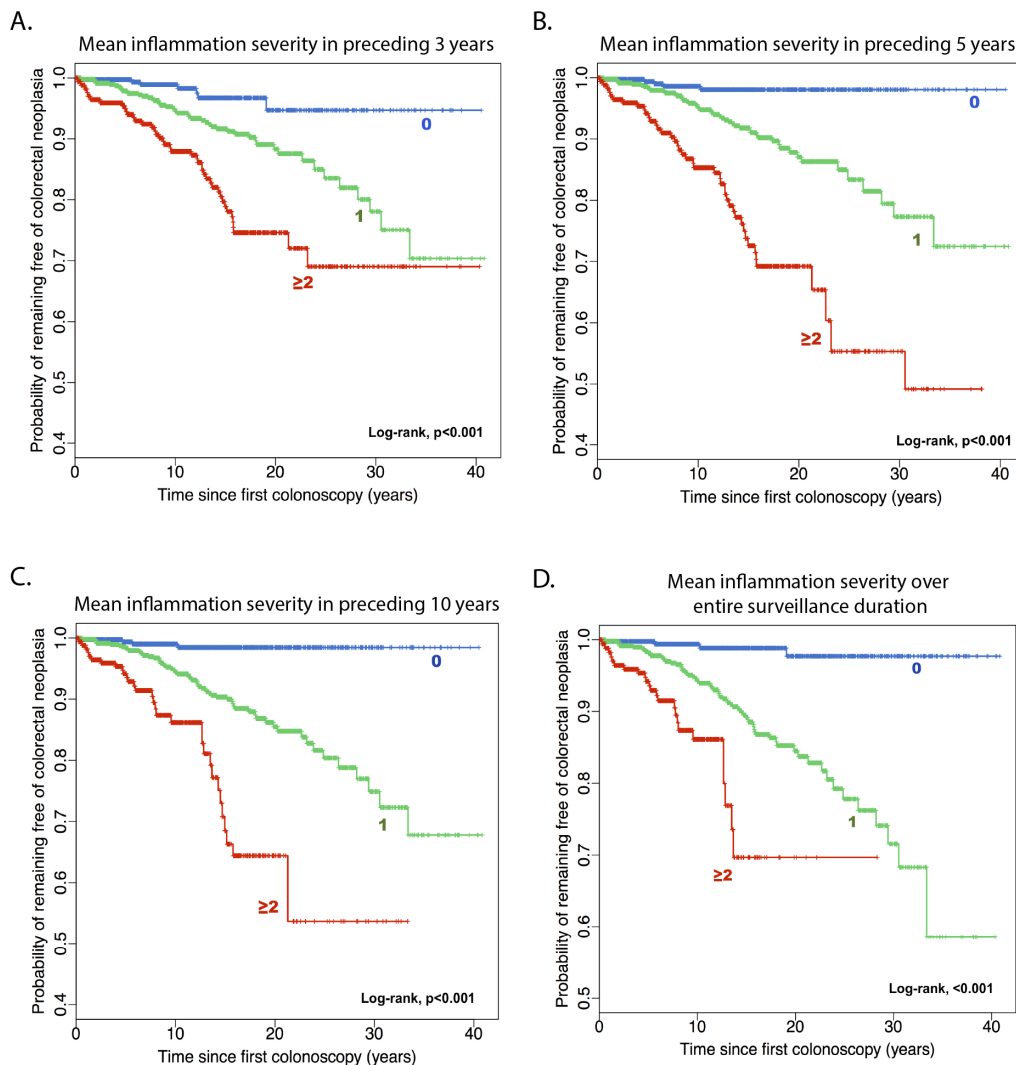 A.
Mean inflammation severity in preceding 3 years
Probability of remaining free of colorectal neoplasia
1.0
0.9
0.8
0.7
0.6
0.5
0.4
0
1
≥2
Log-rank, p<0.001
0 10 20 30 40
Time since first colonoscopy (years)
B.
Mean inflammation severity in preceding 5 years
Probability of remaining free of colorectal neoplasia
1.0
0.9
0.8
0.7
0.6
0.5
0.4
0
1
≥2
Log-rank, p<0.001
0 10 20 30 40
Time since first colonoscopy (years)
C.
Mean inflammation severity in preceding 10 years
Probability of remaining free of colorectal neoplasia
1.0
0.9
0.8
0.7
0.6
0.5
0.4
0
1
≥2
Log-rank, p<0.001
0 10 20 30 40
Time since first colonoscopy (years)
D.
Mean inflammation severity over
entire surveillance duration
Probability of remaining free of colorectal neoplasia
1.0
0.9
0.8
0.7
0.6
0.5
0
1
≥2
Log-rank, <0.001
0 10 20 30 40
Time since first colonoscopy (years)